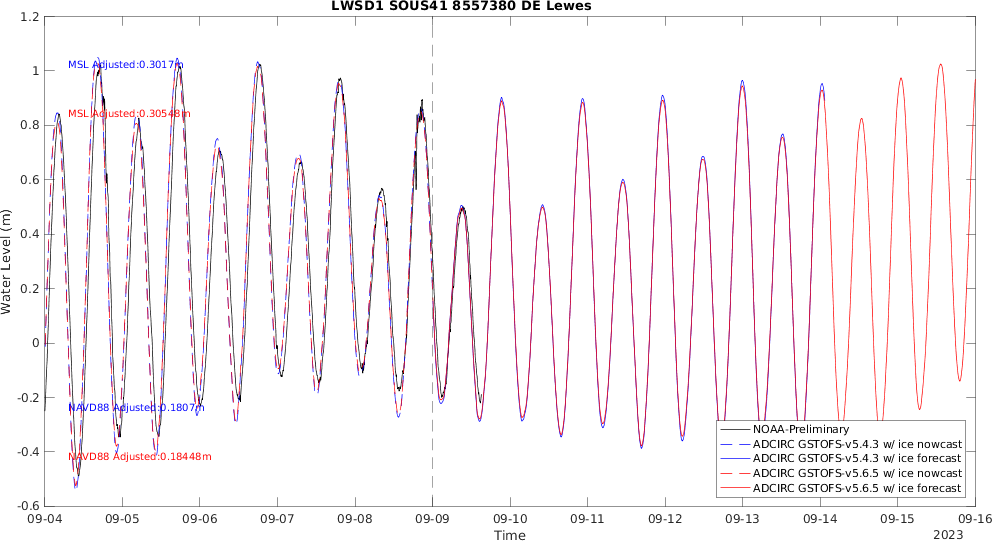 LWSD1 SOUS41 8557380 DE Lewes
1.2
1
0.8
0.6
0.4
0.2
0
-0.2
-0.4
-0.6
Water Level (m)
MSL Adjusted:0.3017m
MSL Adjusted:0.30548m
NAVD88 Adjusted:0.1807m
NAVD88 Adjusted:0.18448m
NOAA-Preliminary
ADCIRC GSTOFS-v5.4.3 w/ ice nowcast
ADCIRC GSTOFS-v5.4.3 w/ ice forecast
ADCIRC GSTOFS-v5.6.5 w/ ice nowcast
ADCIRC GSTOFS-v5.6.5 w/ ice forecast
09-04 09-05 09-06 09-07 09-08 09-09 09-10 09-11 09-12 09-13 09-14 09-15 09-16
Time
2023